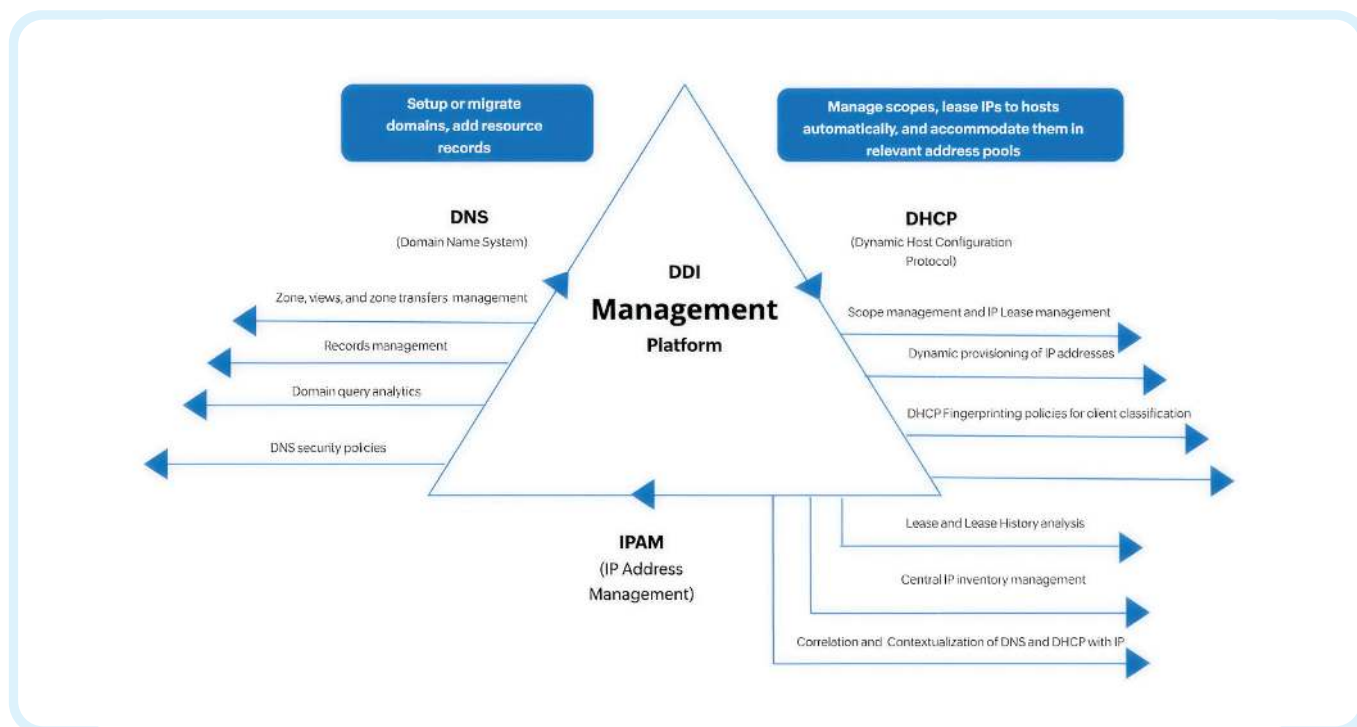 Setup or migrate
domains, add resource
records
Manage scopes, lease IPs to hosts
automatically, and accommodate them in
relevant address pools
DNS
(Domain Name System)
DHCP
(Dynamic Host Configuration
Protocol)
DDI
Management
Platform
Zone, views, and zone transfers management
Records management
Domain query analytics
DNS security policies
Scope management and IP Lease management
Dynamic provisioning of IP addresses
DHCP Fingerprinting policies for client classification
IPAM
(IP Address
Management)
Lease and Lease History analysis
Central IP inventory management
Correlation and Contextualization of DNS and DHCP with IP